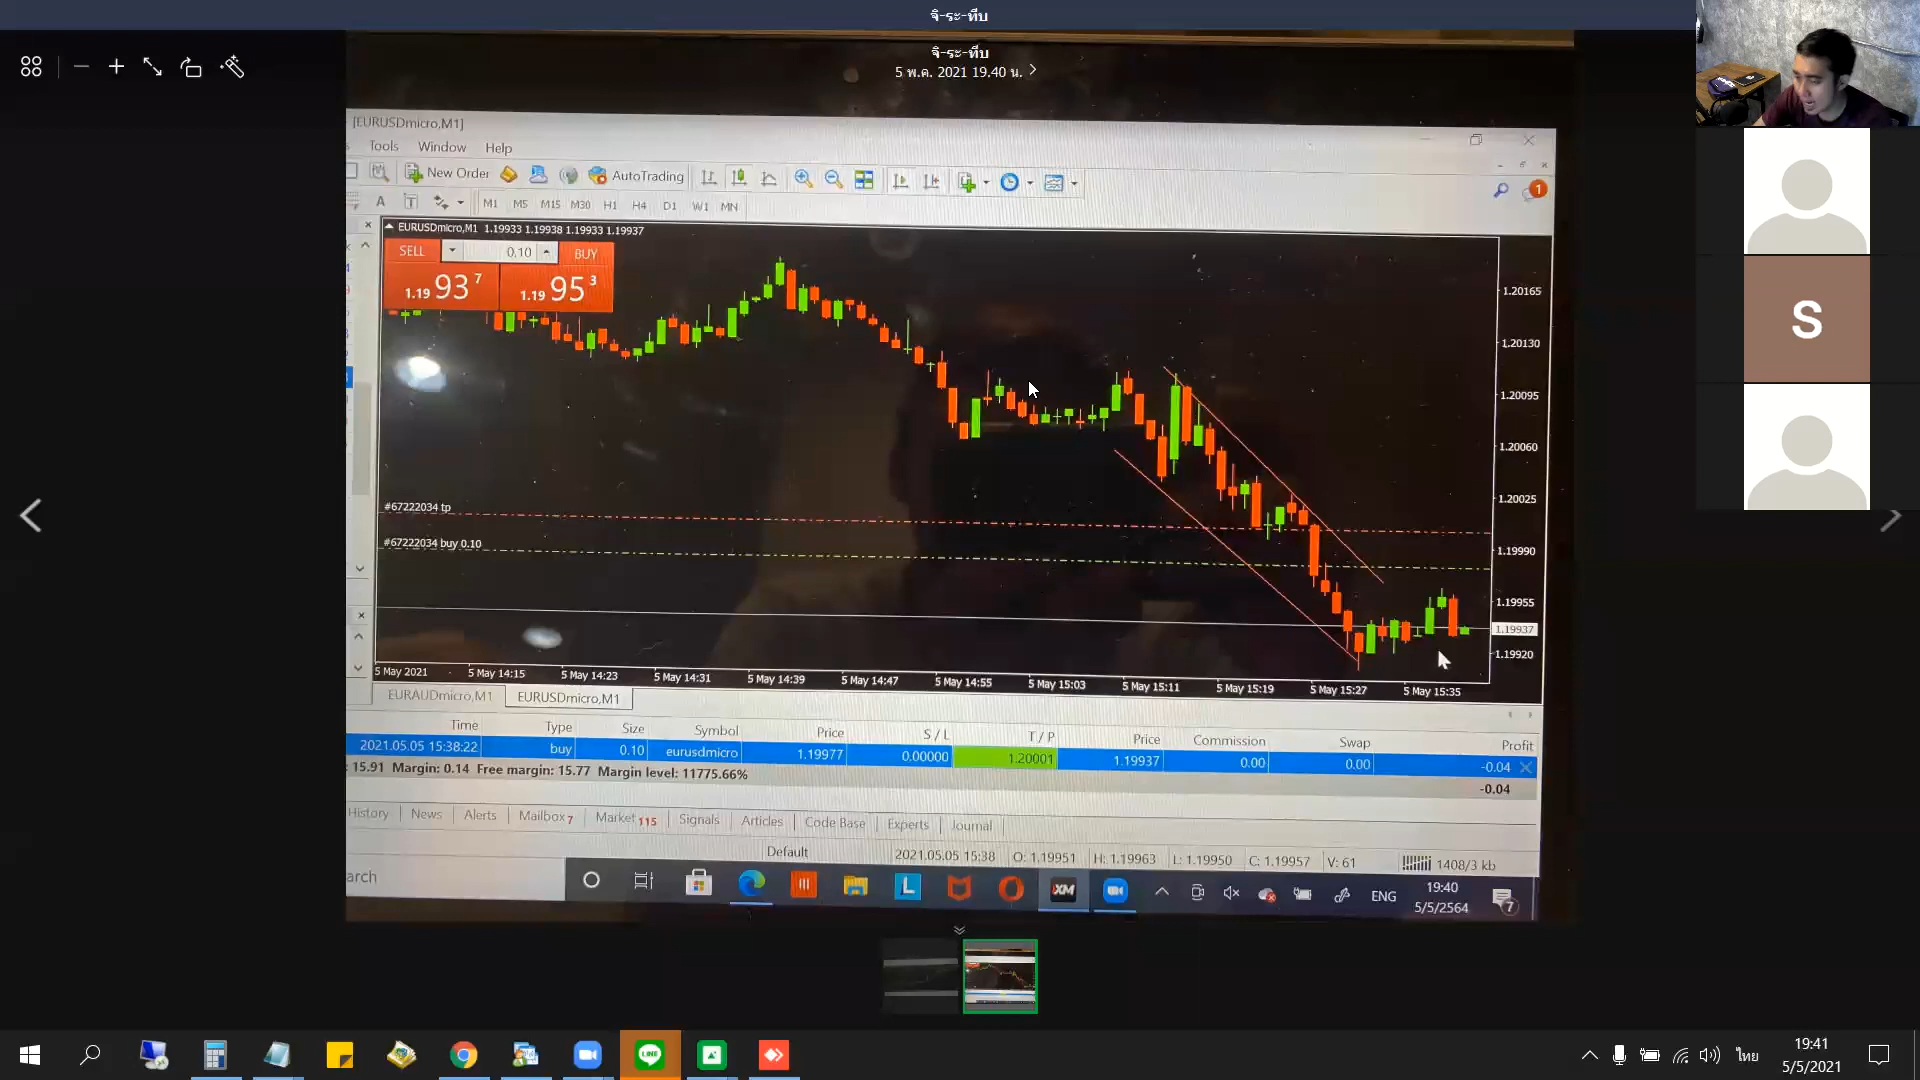 จิ-ระ-ทีบ
จิ-ระ-ทีบ
5 พ.ค. 2021 19.40 น.
[EURUSDmicro,M1]
Tools Window Help
New Order AutoTrading
1
A T M1 M5 M15 M30 H1 H4 D1 W1 MN
EURUSDmicro,M1 1.19933 1.19938 1.19933 1.19937
SELL 0.10 BUY
1.19 93 7 1.19 95 3
1.20165
1.20130
1.20095
1.20060
1.20025
1.19990
1.19955
1.19937
1.19920
S
#67222034 tp
#67222034 buy 0.10
5 May 2021 5 May 14:15 5 May 14:23 5 May 14:31 5 May 14:39 5 May 14:47 5 May 14:55 5 May 15:03 5 May 15:11 5 May 15:19 5 May 15:27 5 May 15:35
EURAUDmicro,M1 EURUSDmicro,M1
Time Type Size Symbol Price S / L T / P Price Commission Swap Profit
2021.05.05 15:38:22 buy 0.10 eurusdmicro 1.19977 0.00000 1.20001 1.19937 0.00 0.00 -0.04
: 15.91 Margin: 0.14 Free margin: 15.77 Margin level: 11775.66% -0.04
History News Alerts Mailbox 7 Market 115 Signals Articles Code Base Experts Journal
Default 2021.05.05 15:38 O: 1.19951 H: 1.19963 L: 1.19950 C: 1.19957 V: 61 1408/3 kb
arch L XM ENG 19:40
5/5/2564 7
ไทย 19:41
5/5/2021